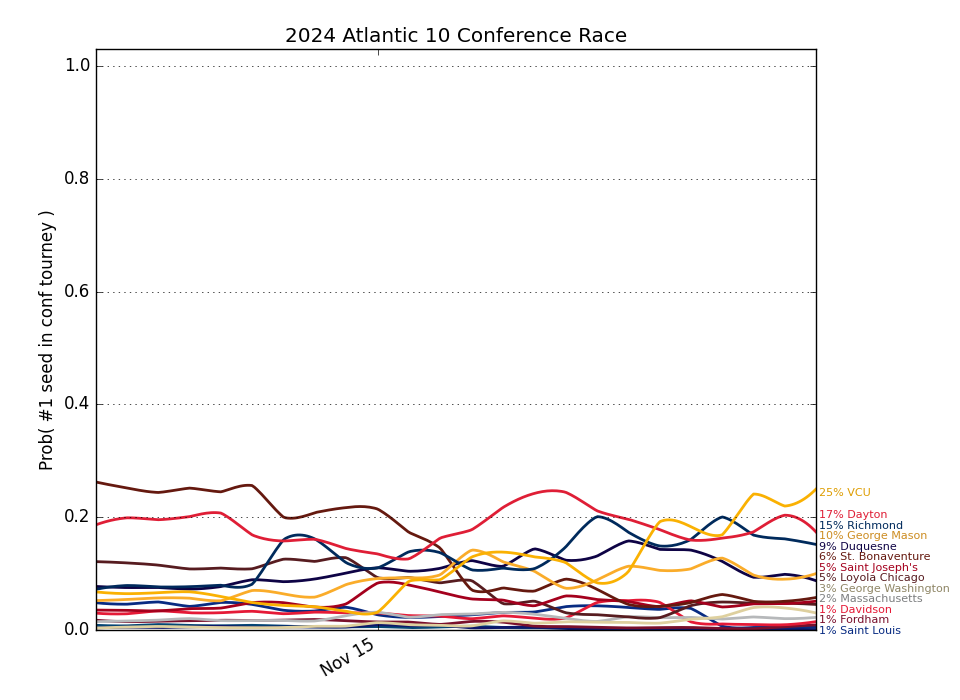 2024 Atlantic 10 Conference Race
Prob( #1 seed in conf tourney )
1.0
0.8
0.6
0.4
0.2
0.0
Nov 15
25% VCU
17% Dayton
15% Richmond
10% George Mason
9% Duquesne
6% St. Bonaventure
5% Saint Joseph's
5% Loyola Chicago
3% George Washington
2% Massachusetts
1% Davidson
1% Fordham
1% Saint Louis